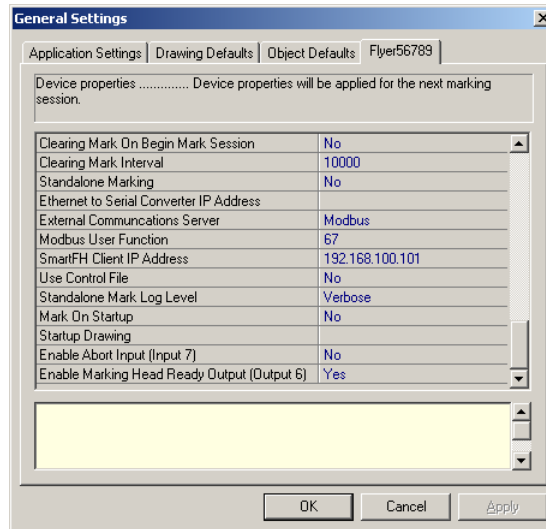 General Settings
Application Settings Drawing Defaults Object Defaults Flyer56789
Device properties .............. Device properties will be applied for the next marking
session.
Clearing Mark On Begin Mark Session No
Clearing Mark Interval 10000
Standalone Marking No
Ethernet to Serial Converter IP Address
External Communcations Server Modbus
Modbus User Function 67
SmartFH Client IP Address 192.168.100.101
Use Control File No
Standalone Mark Log Level Verbose
Mark On Startup No
Startup Drawing
Enable Abort Input (Input 7) No
Enable Marking Head Ready Output (Output 6) Yes
OK Cancel Apply